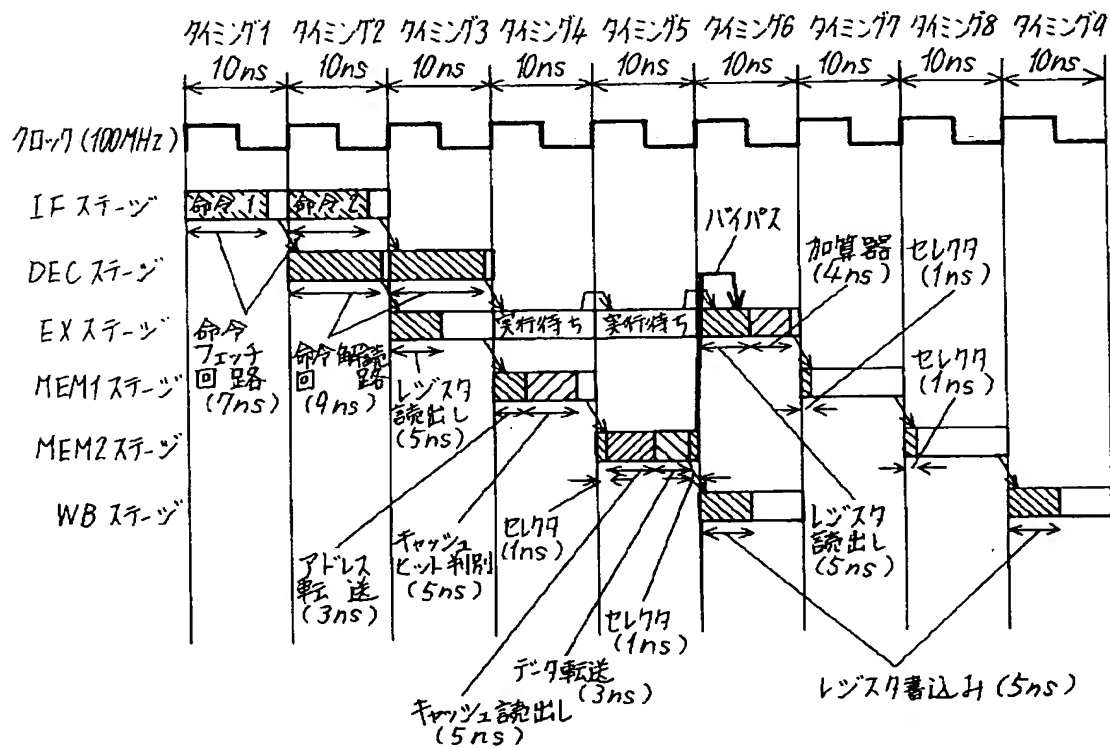 タイミング1 タイミング2 タイミング3 タイミング4 タイミング5 タイミング6 タイミング7 タイミング8 タイミング9
10ns 10ns 10ns 10ns 10ns 10ns 10ns 10ns 10ns
クロック(100MHz)
IFステージ
命令1
命令2
DECステージ
EXステージ
実行待ち
実行待ち
MEM1ステージ
MEM2ステージ
WBステージ
バイパス
加算器
(4ns)
セレクタ
(1ns)
セレクタ
(1ns)
命令
フェッチ
回路
(7ns)
命令解読
回路
(9ns)
レジスタ
読出し
(5ns)
アドレス
転送
(3ns)
キャッシュ
ヒット判別
(5ns)
セレクタ
(1ns)
キャッシュ読出し
(5ns)
データ転送
(3ns)
セレクタ
(1ns)
レジスタ
読出し
(5ns)
レジスタ書込み(5ns)